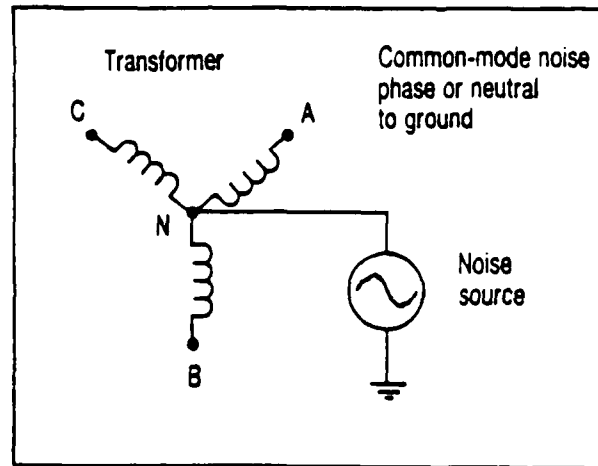 Transformer
Common-mode noise
phase or neutral
to ground
C
A
N
B
Noise
source